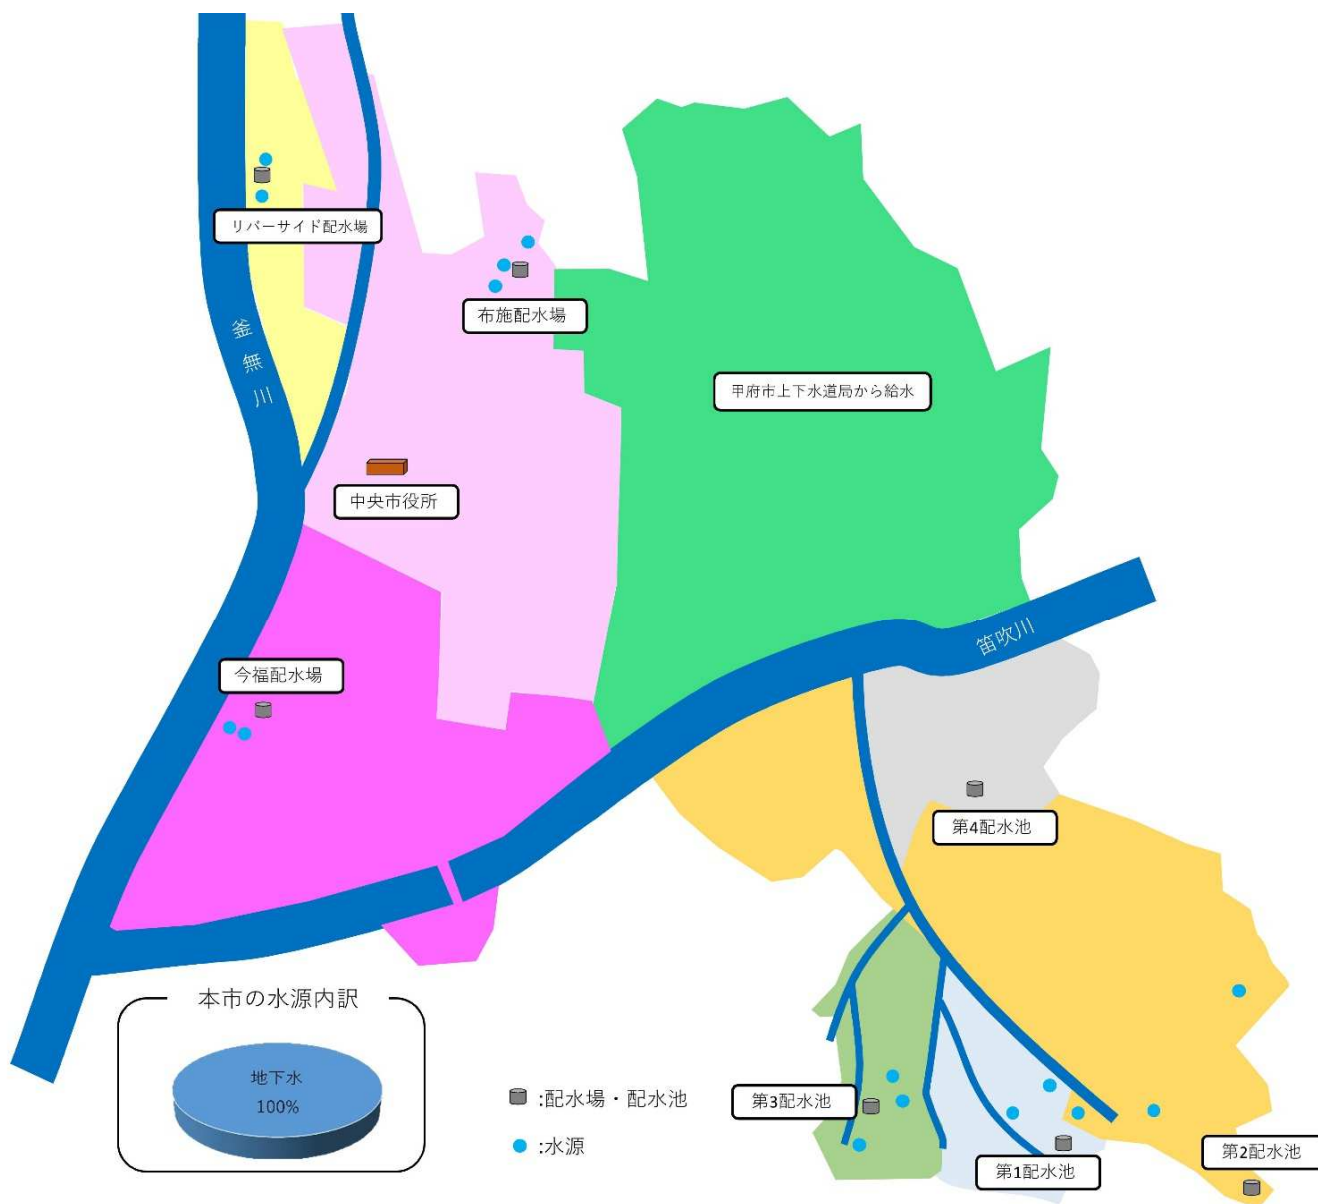 リバーサイド配水場
布施配水場
釜無川
甲府市上下水道局から給水
中央市役所
笛吹川
今福配水場
第4配水池
本市の水源内訳
地下水
100%
:配水場・配水池
:水源
第3配水池
第1配水池
第2配水池